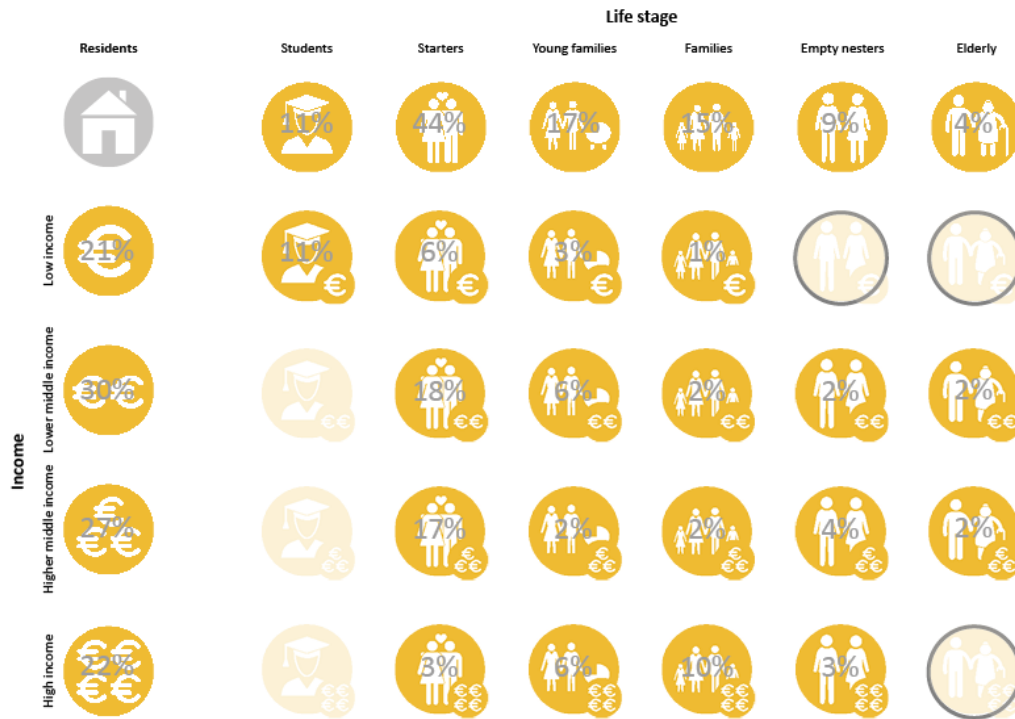 Life stage
Residents Students Starters Young families Families Empty nesters Elderly
11% 44% 17% 15% 9% 4%
Low income 21% 11% 6% 3% 1%
€ € € € €
Lower middle income 30% 18% 6% 2% 2% 2%
€€ €€ €€ €€ €€ €€ €€
Income
Higher middle income 27% 17% 2% 2% 4% 2%
€€€ €€€ €€€ €€€ €€€ €€€ €€€
High income 22% 3% 6% 10% 3%
€€€€ €€€€ €€€€ €€€€ €€€€ €€€€